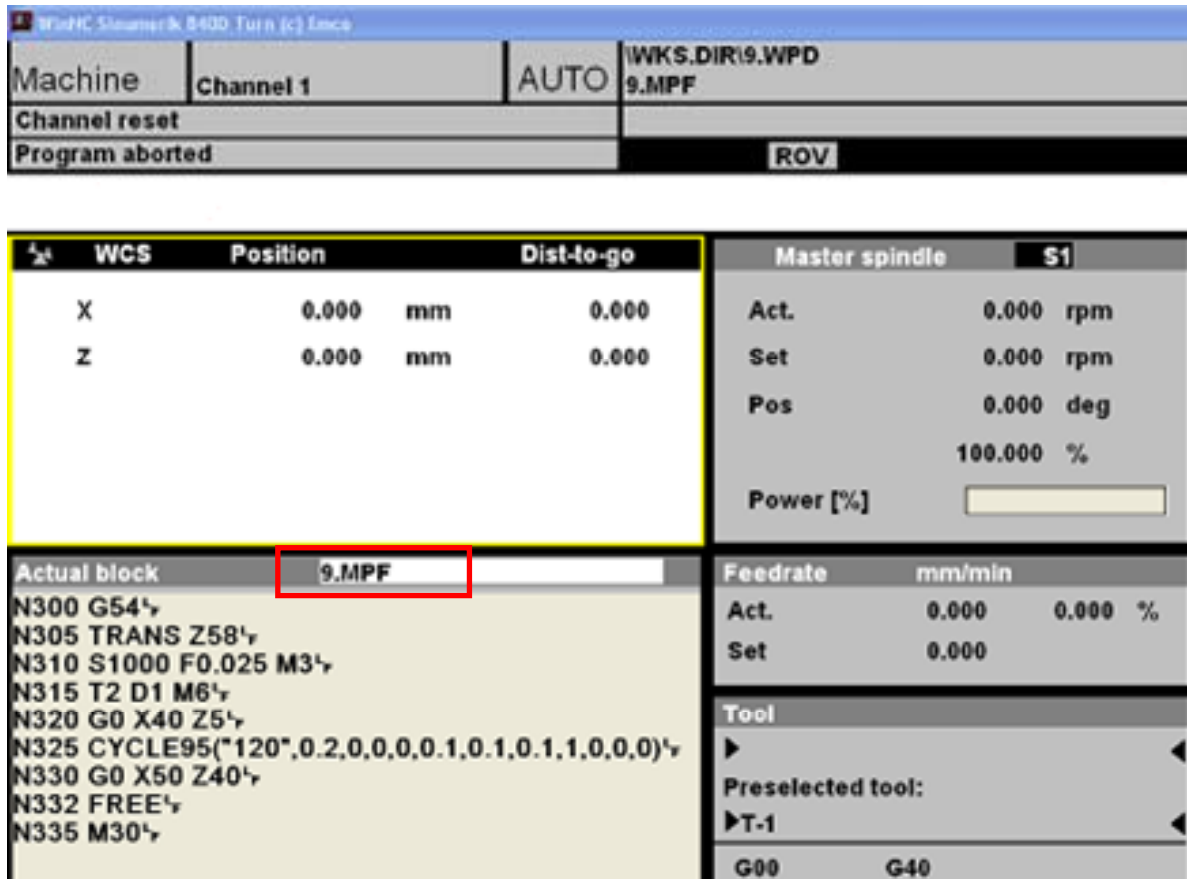 WinNC Sinumerik 840D Turn (c) Emco
Machine Channel 1 AUTO \WKS.DIR\9.WPD
9.MPF
Channel reset
Program aborted ROV
WCS Position Dist-to-go
X 0.000 mm 0.000
Z 0.000 mm 0.000
Master spindle S1
Act. 0.000 rpm
Set 0.000 rpm
Pos 0.000 deg
100.000 %
Power [%]
Actual block 9.MPF
N300 G54
N305 TRANS Z58
N310 S1000 F0.025 M3
N315 T2 D1 M6
N320 G0 X40 Z5
N325 CYCLE95("120",0.2,0,0,0,0.1,0.1,0.1,1,0,0,0)
N330 G0 X50 Z40
N332 FREE
N335 M30
Feedrate mm/min
Act. 0.000 0.000 %
Set 0.000
Tool
Preselected tool:
T-1
G00 G40